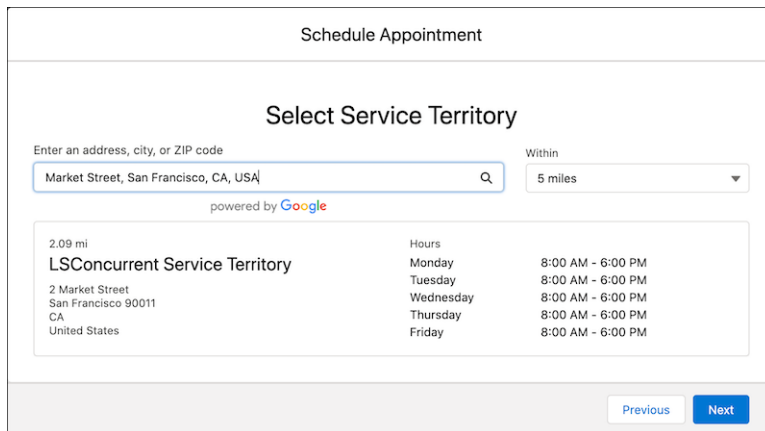 Schedule Appointment
Select Service Territory
Enter an address, city, or ZIP code
Within
Market Street, San Francisco, CA, USA
5 miles
powered by Google
2.09 mi
LSConcurrent Service Territory
2 Market Street
San Francisco 90011
CA
United States
Hours
Monday 8:00 AM - 6:00 PM
Tuesday 8:00 AM - 6:00 PM
Wednesday 8:00 AM - 6:00 PM
Thursday 8:00 AM - 6:00 PM
Friday 8:00 AM - 6:00 PM
Previous
Next